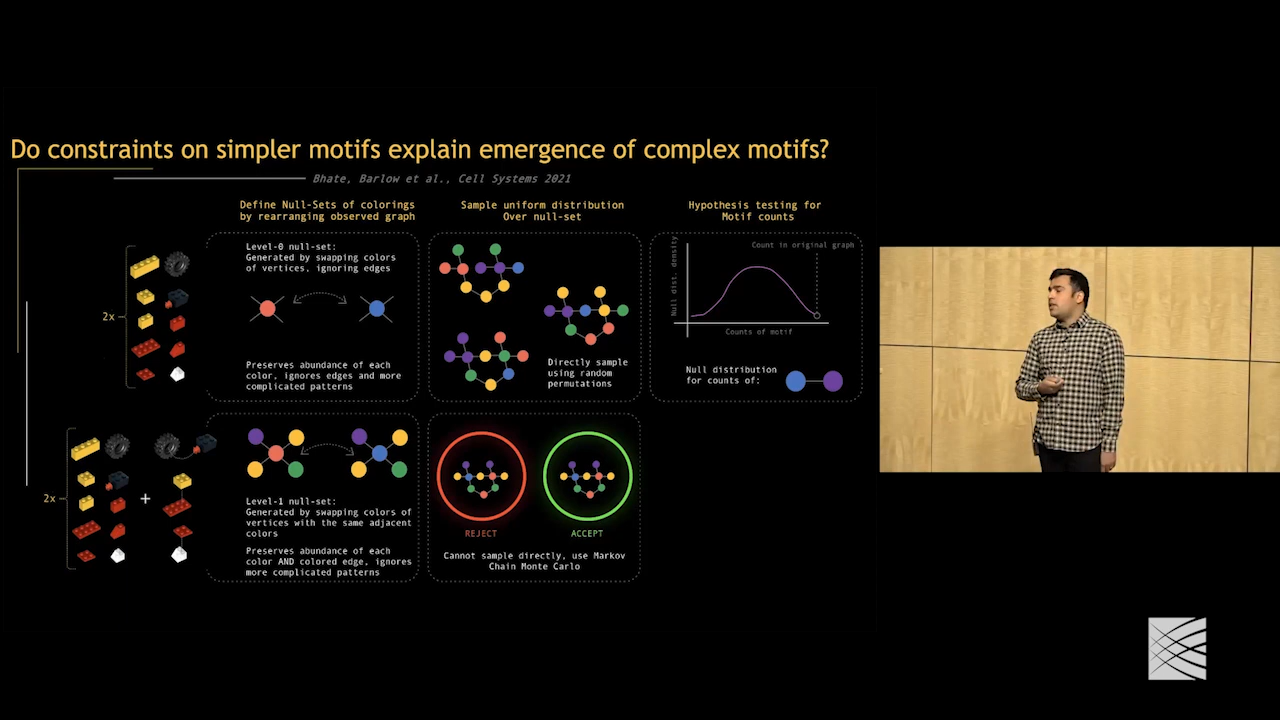 Do constraints on simpler motifs explain emergence of complex motifs?
Bhate, Barlow et al., Cell Systems 2021
Define Null-Sets of colorings
by rearranging observed graph
Sample uniform distribution
Over null-set
Hypothesis testing for
Motif counts
2x
Level-0 null-set:
Generated by swapping colors
of vertices, ignoring edges
Preserves abundance of each
color, ignores edges and more
complicated patterns
Directly sample
using random
permutations
Count in original graph
Null dist. density
Counts of motif
Null distribution
for counts of:
2x
+
Level-1 null-set:
Generated by swapping colors of
vertices with the same adjacent
colors
Preserves abundance of each
color AND colored edge, ignores
more complicated patterns
REJECT
ACCEPT
Cannot sample directly, use Markov
Chain Monte Carlo